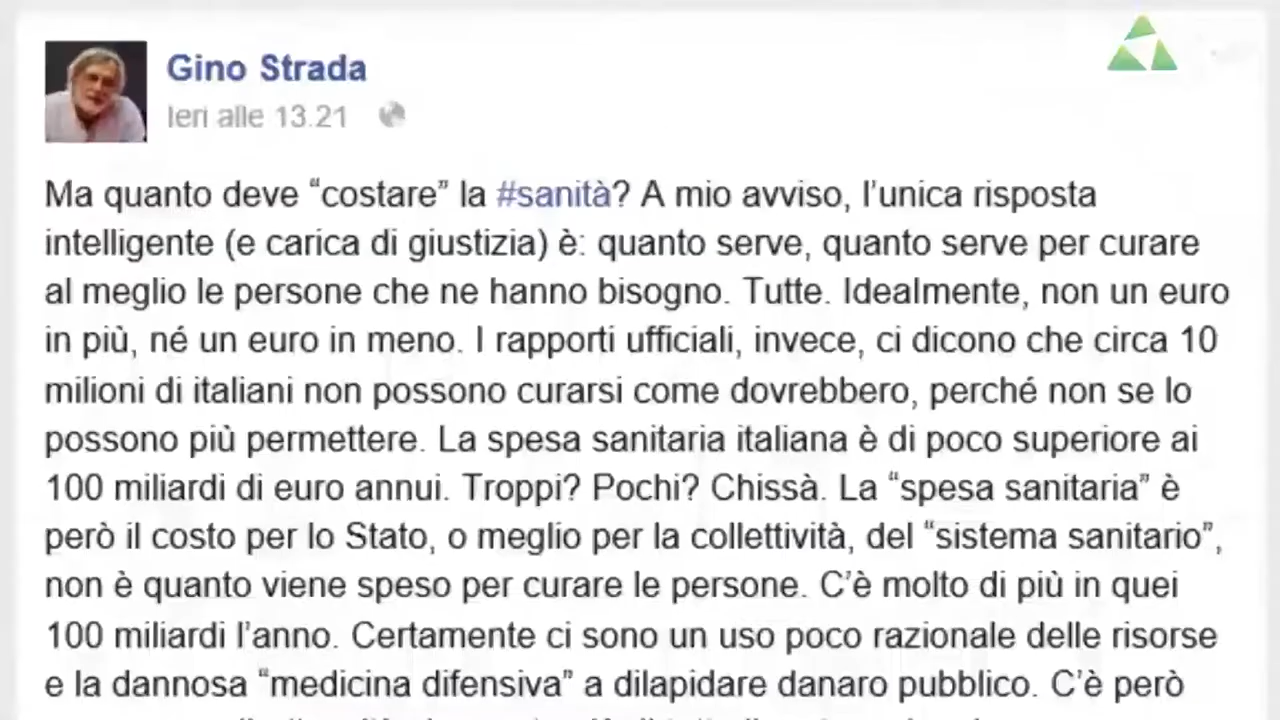 Gino Strada
Ieri alle 13.21
Ma quanto deve “costare” la #sanità? A mio avviso, l’unica risposta
intelligente (e carica di giustizia) è: quanto serve, quanto serve per curare
al meglio le persone che ne hanno bisogno. Tutte. Idealmente, non un euro
in più, né un euro in meno. I rapporti ufficiali, invece, ci dicono che circa 10
milioni di italiani non possono curarsi come dovrebbero, perché non se lo
possono più permettere. La spesa sanitaria italiana è di poco superiore ai
100 miliardi di euro annui. Troppi? Pochi? Chissà. La “spesa sanitaria” è
però il costo per lo Stato, o meglio per la collettività, del “sistema sanitario”,
non è quanto viene speso per curare le persone. C’è molto di più in quei
100 miliardi l’anno. Certamente ci sono un uso poco razionale delle risorse
e la dannosa “medicina difensiva” a dilapidare danaro pubblico. C’è però